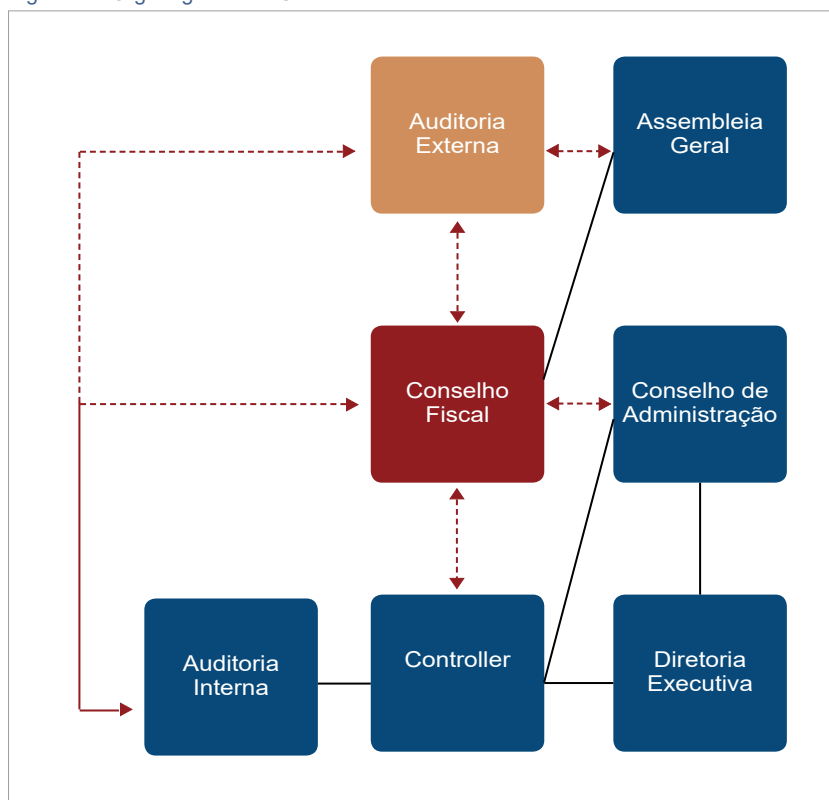 Auditoria
Externa
Assembleia
Geral
Conselho
Fiscal
Conselho de
Administração
Auditoria
Interna
Controller
Diretoria
Executiva